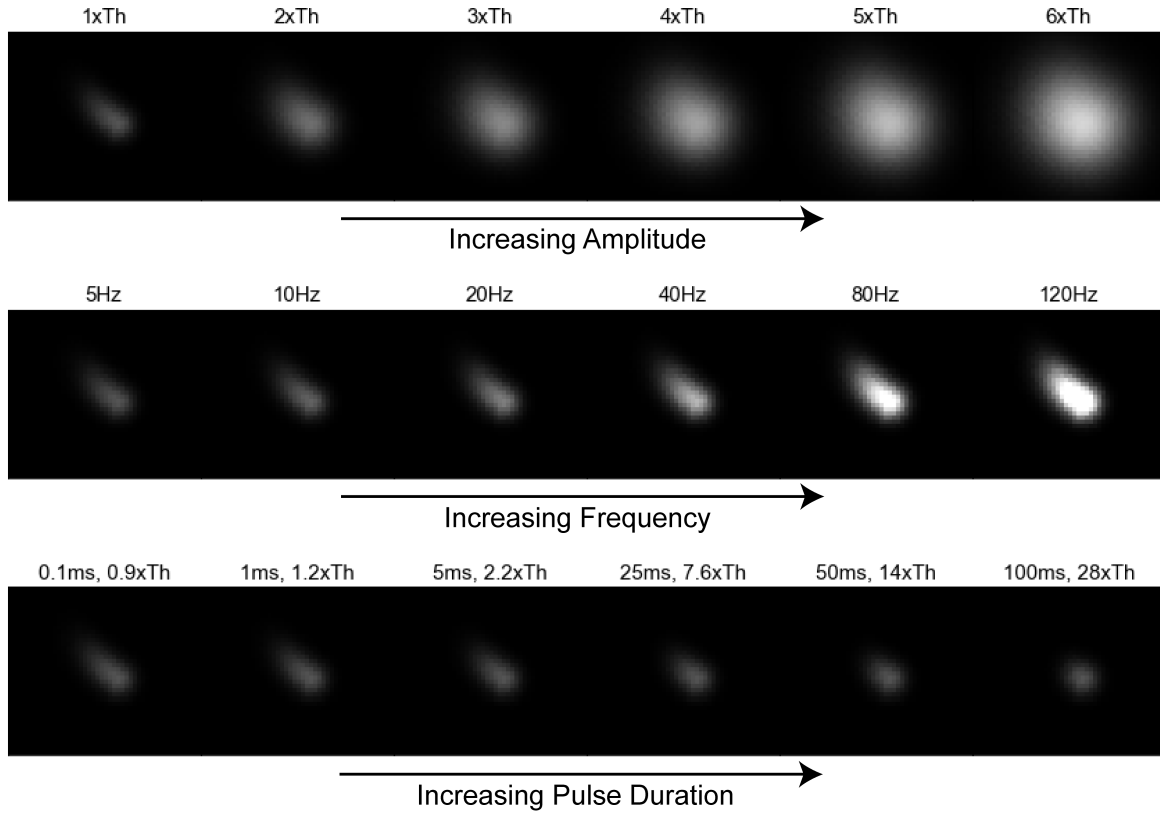 1xTh 2xTh 3xTh 4xTh 5xTh 6xTh
Increasing Amplitude
5Hz 10Hz 20Hz 40Hz 80Hz 120Hz
Increasing Frequency
0.1ms, 0.9xTh 1ms, 1.2xTh 5ms, 2.2xTh 25ms, 7.6xTh 50ms, 14xTh 100ms, 28xTh
Increasing Pulse Duration